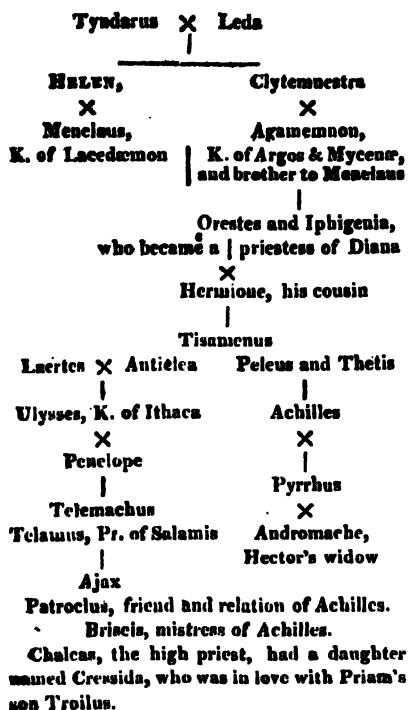 Tyndarus × Leda
HELEN, Clytemnestra
× ×
Menelaus, Agamemnon,
K. of Lacedæmon K. of Argos & Mycenæ,
and brother to Menelaus
Orestes and Iphigenia,
who became a priestess of Diana
×
Hermione, his cousin
Tisamenus
Laertes × Anticlea Peleus and Thetis
Ulysses, K. of Ithaca Achilles
× ×
Penelope
Pyrrhus
Telemachus ×
Telamus, Pr. of Salamis Andromache,
Hector's widow
Ajax
Patroclus, friend and relation of Achilles.
Briseis, mistress of Achilles.
Chalcas, the high priest, had a daughter
named Cressida, who was in love with Priam's
son Troilus.